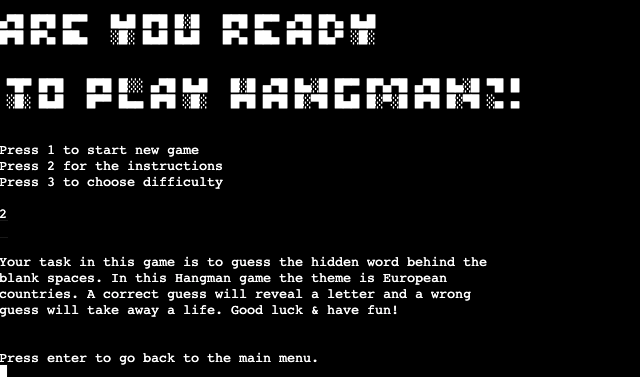 ARE YOU READY
TO PLAY HANGMAN?!
Press 1 to start new game
Press 2 for the instructions
Press 3 to choose difficulty
2
Your task in this game is to guess the hidden word behind the
blank spaces. In this Hangman game the theme is European
countries. A correct guess will reveal a letter and a wrong
guess will take away a life. Good luck & have fun!
Press enter to go back to the main menu.